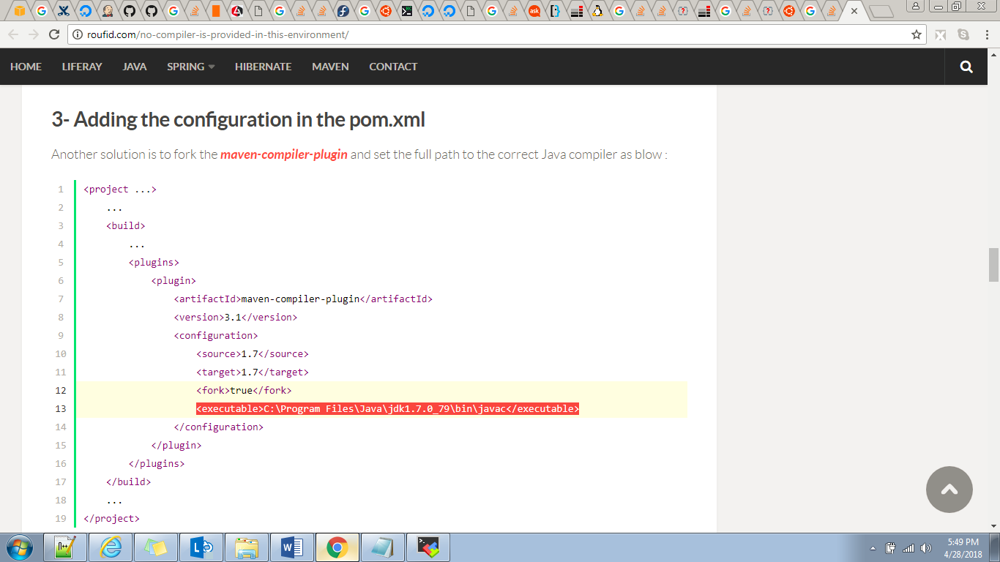 roufid.com/no-compiler-is-provided-in-this-environment/
HOME LIFERAY JAVA SPRING HIBERNATE MAVEN CONTACT
3- Adding the configuration in the pom.xml
Another solution is to fork the maven-compiler-plugin and set the full path to the correct Java compiler as blow :
1 <project ...>
2 ...
3 <build>
4 ...
5 <plugins>
6 <plugin>
7 <artifactId>maven-compiler-plugin</artifactId>
8 <version>3.1</version>
9 <configuration>
10 <source>1.7</source>
11 <target>1.7</target>
12 <fork>true</fork>
13 <executable>C:\Program Files\Java\jdk1.7.0_79\bin\javac</executable>
14 </configuration>
15 </plugin>
16 </plugins>
17 </build>
18 ...
19 </project>
5:49 PM
4/28/2018